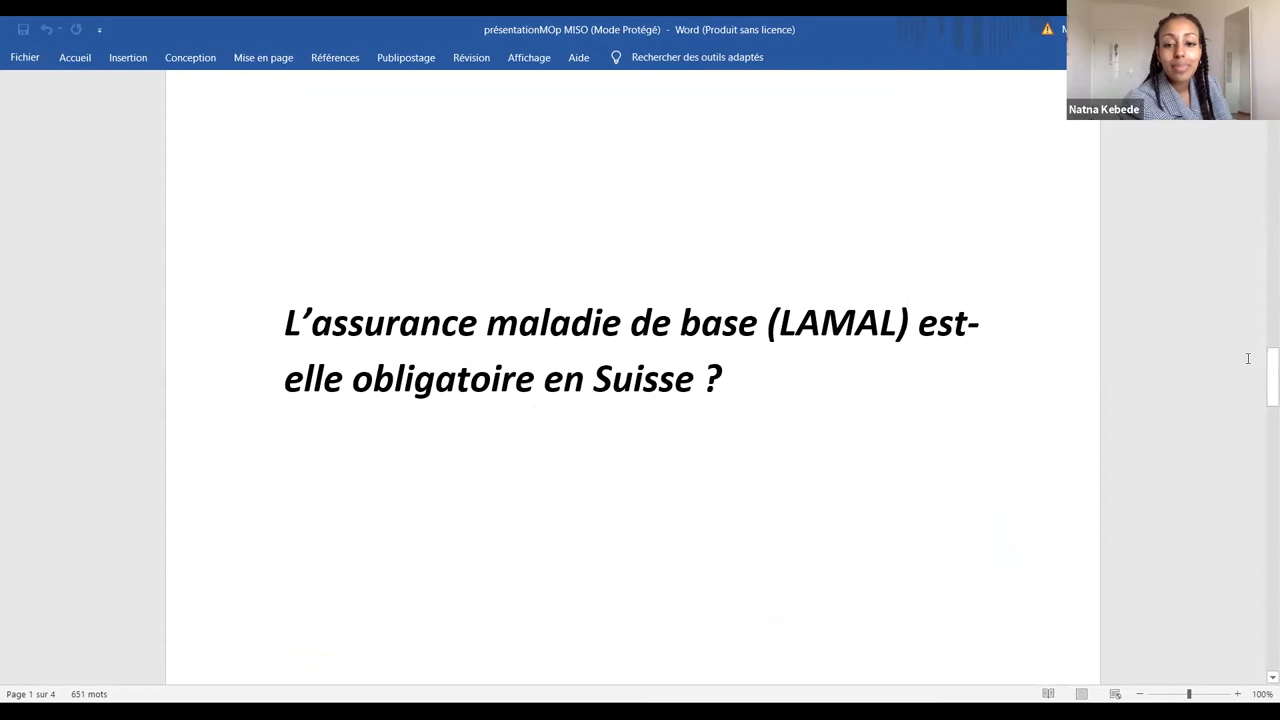 présentationMOp MISO (Mode Protégé) - Word (Produit sans licence)
Fichier Accueil Insertion Conception Mise en page Références Publipostage Révision Affichage Aide Rechercher des outils adaptés
Natna Kebede
L’assurance maladie de base (LAMAL) est-
elle obligatoire en Suisse ?
Page 1 sur 4 651 mots
100%